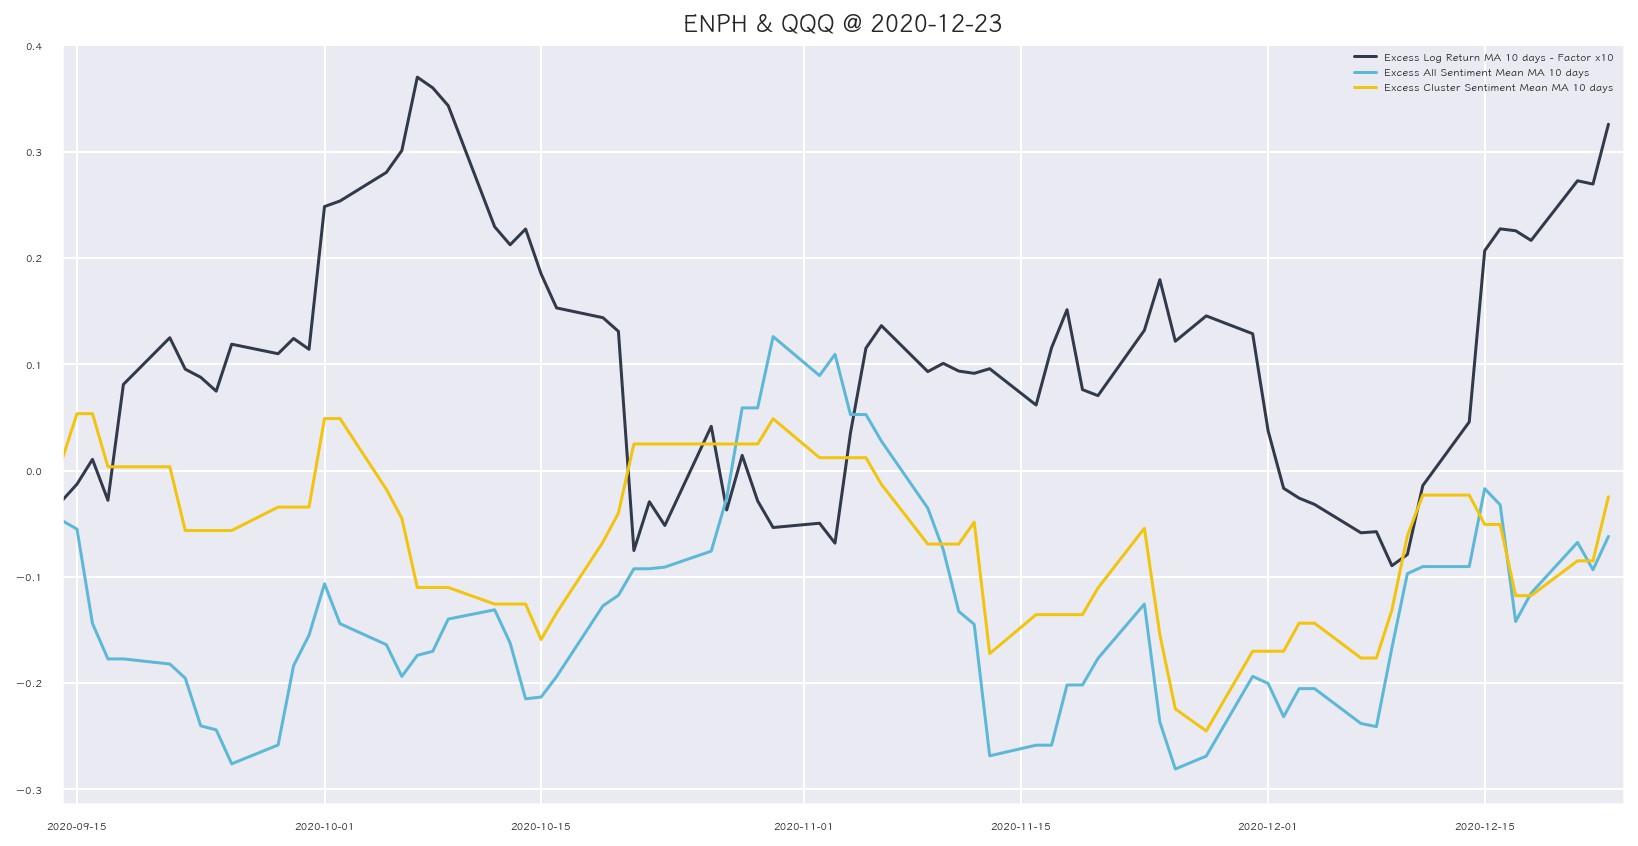 ENPH & QQQ @ 2020-12-23
Excess Log Return MA 10 days - Factor x10
Excess All Sentiment Mean MA 10 days
Excess Cluster Sentiment Mean MA 10 days
0.4
0.3
0.2
0.1
0.0
−0.1
−0.2
−0.3
2020-09-15 2020-10-01 2020-10-15 2020-11-01 2020-11-15 2020-12-01 2020-12-15